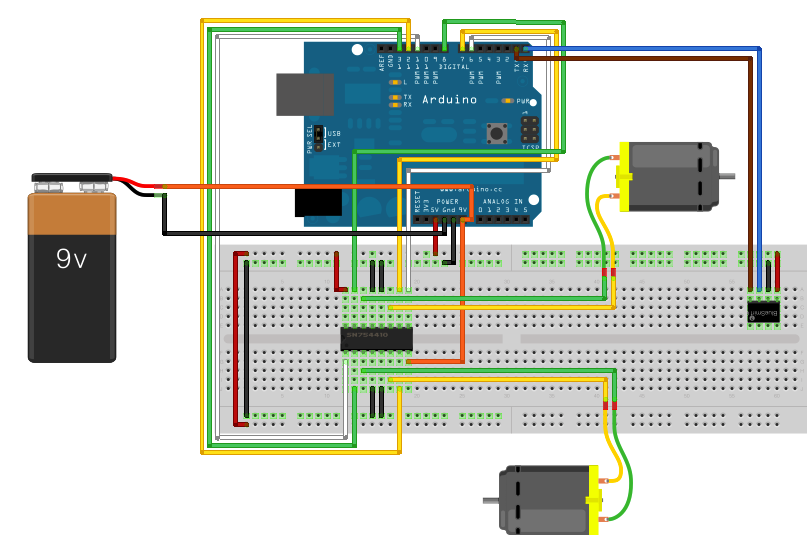 AREF
GND
13
12
11
10
9
8
7
6
5
4
3
2
TX
RX
PWM
PWM
PWM
PWM
PWM
PWM
DIGITAL
L
TX
RX
Arduino
PWR
ICSP
PWR SEL
USB
EXT
www.arduino.cc
RESET
3V3
5V
Gnd
9V
POWER
ANALOG IN
0 1 2 3 4 5
9v
SN754410
BlueSmirf